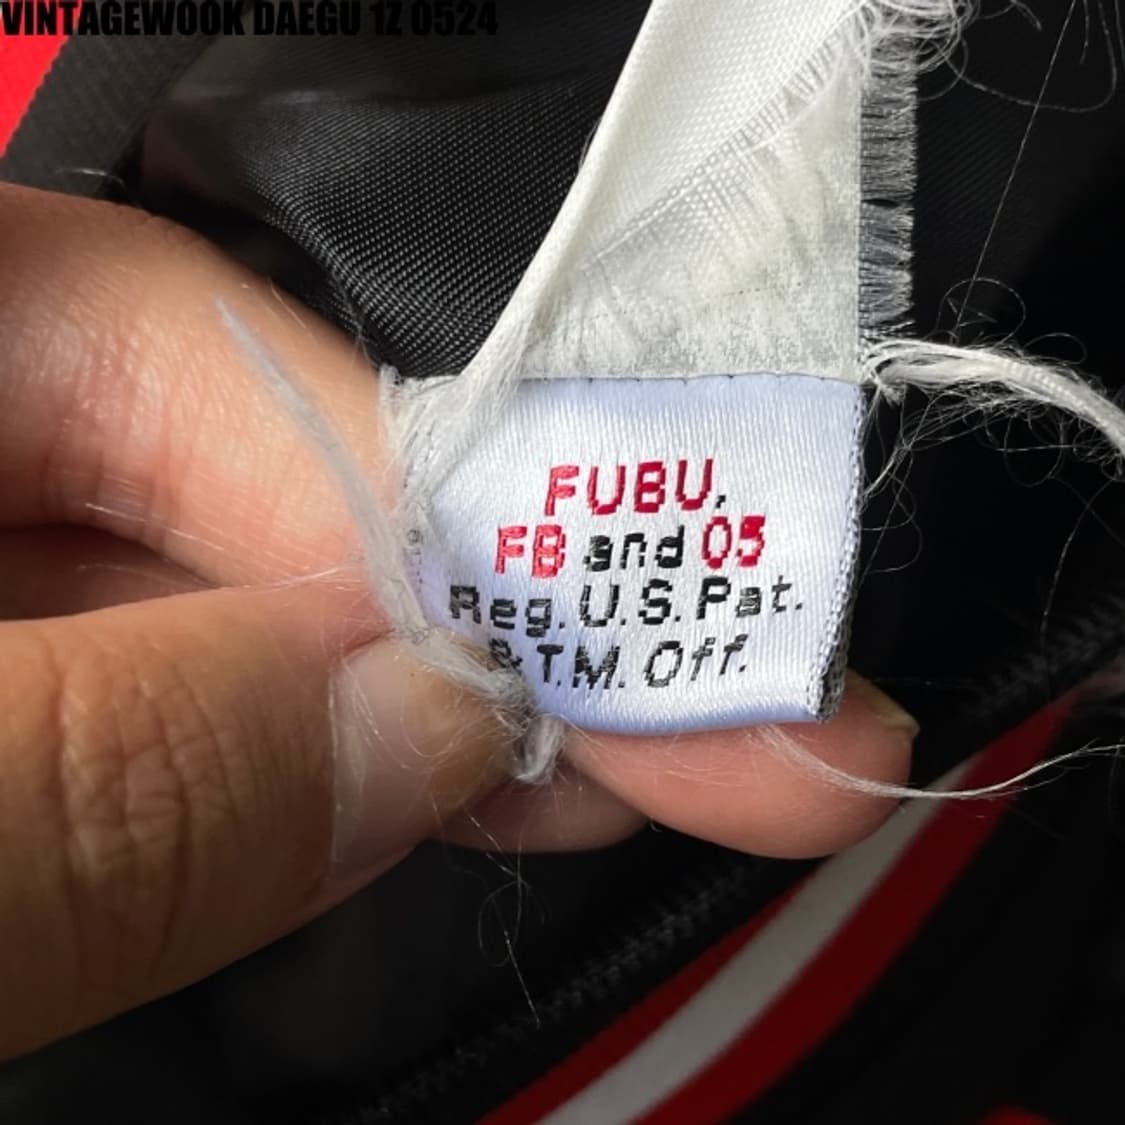 VINTAGEWOOK DAEGU 1Z 0524
FUBU,
FB and 05
Reg. U.S. Pat.
& T.M. Off.